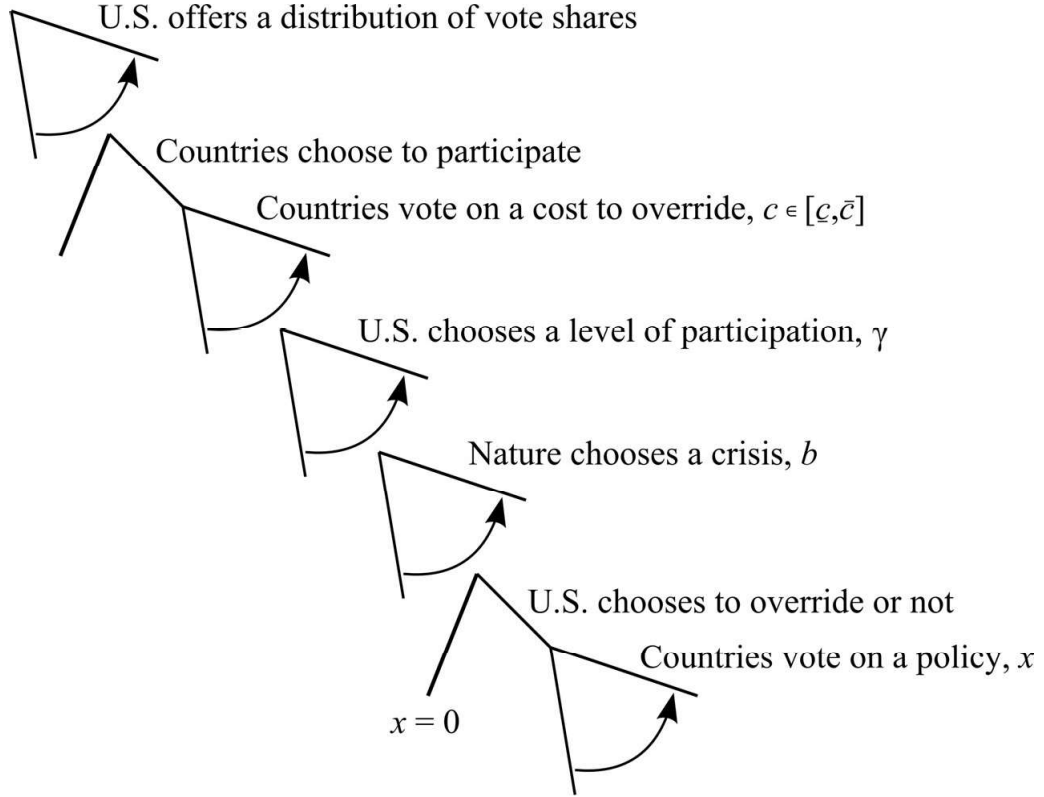 U.S. offers a distribution of vote shares
Countries choose to participate
Countries vote on a cost to override, c ∈ [c̲,c̄]
U.S. chooses a level of participation, γ
Nature chooses a crisis, b
U.S. chooses to override or not
Countries vote on a policy, x
x = 0